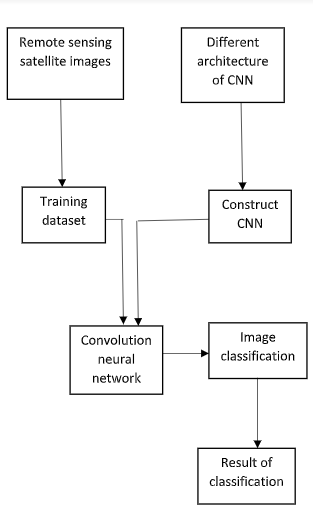 Remote sensing
satellite images
Different
architecture
of CNN
Training
dataset
Construct
CNN
Convolution
neural
network
Image
classification
Result of
classification